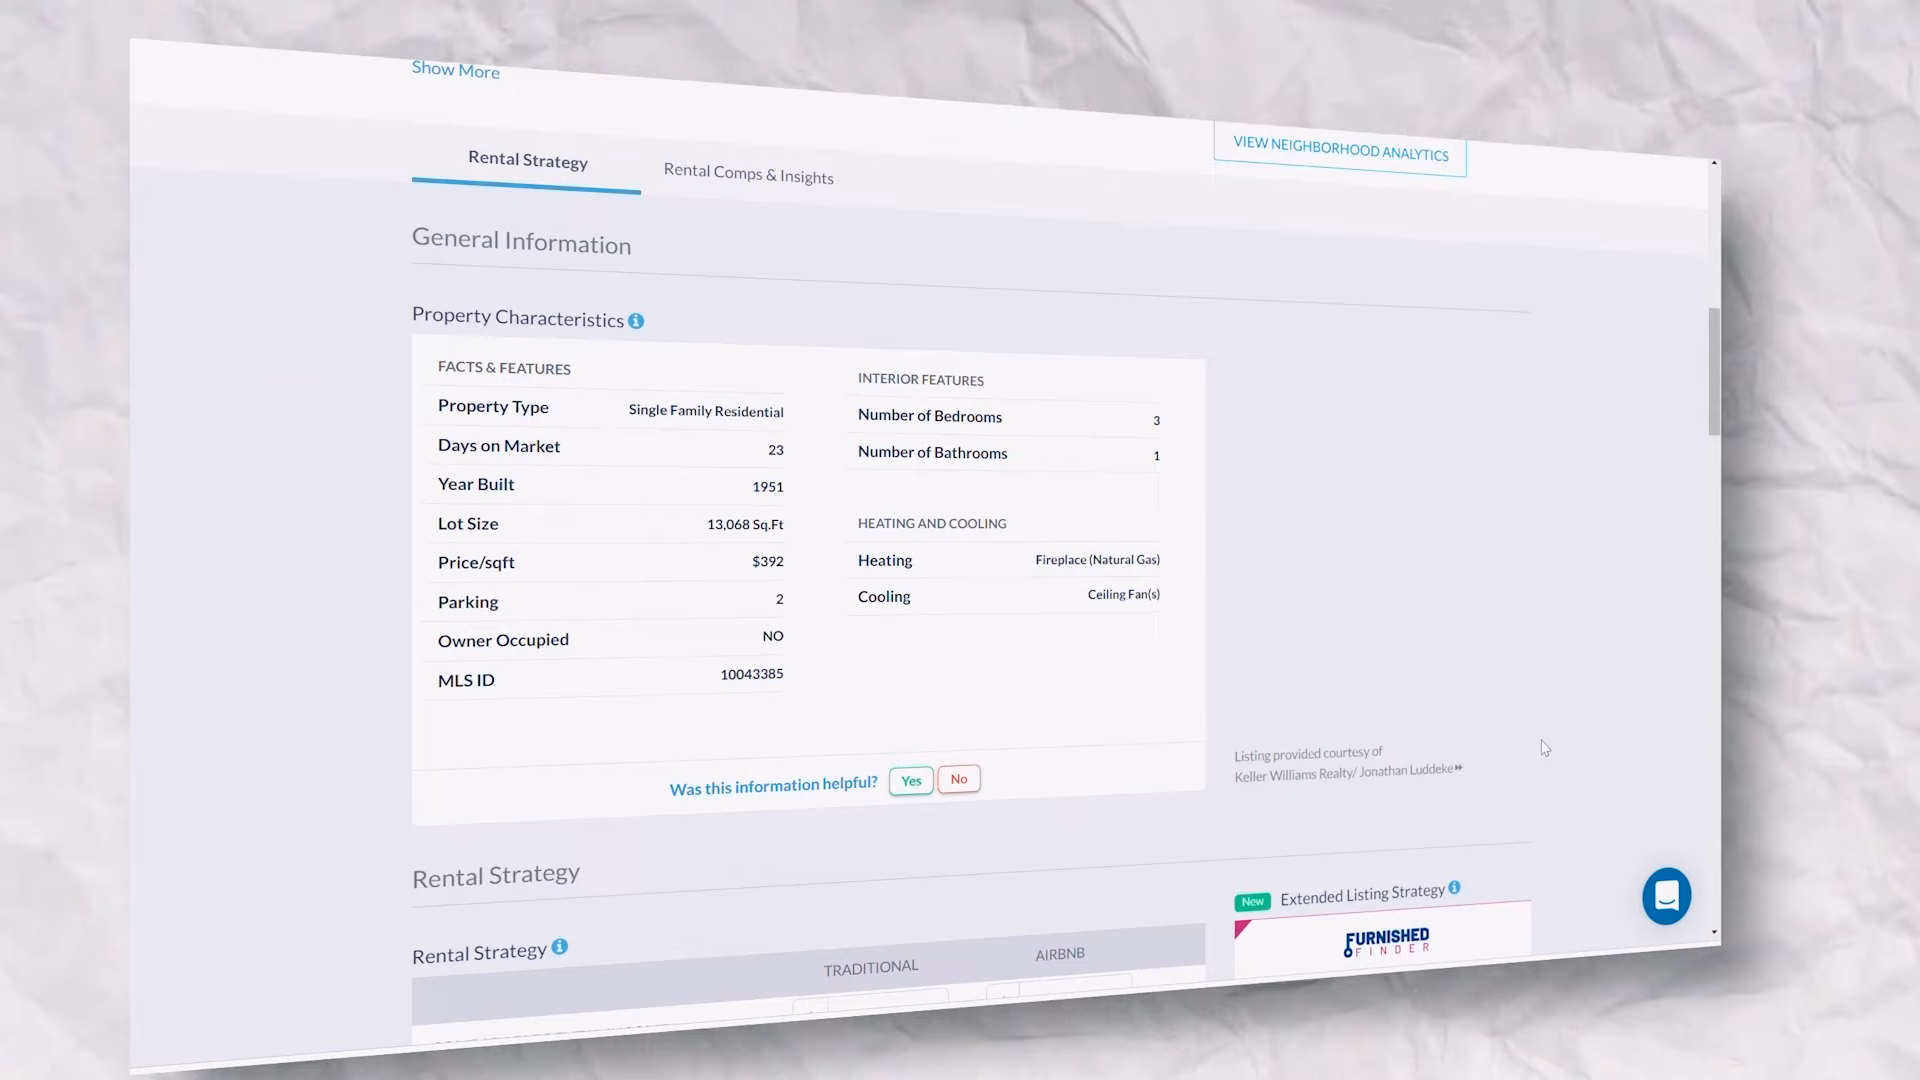 Show More
VIEW NEIGHBORHOOD ANALYTICS
Rental Strategy
Rental Comps & Insights
General Information
Property Characteristics
FACTS & FEATURES
Property Type Single Family Residential
Days on Market 23
Year Built 1951
Lot Size 13,068 Sq.Ft
Price/sqft $392
Parking 2
Owner Occupied NO
MLS ID 10043385
INTERIOR FEATURES
Number of Bedrooms 3
Number of Bathrooms 1
HEATING AND COOLING
Heating Fireplace (Natural Gas)
Cooling Ceiling Fan(s)
Was this information helpful? Yes No
Listing provided courtesy of
Keller Williams Realty/ Jonathan Luddeke
Rental Strategy
Rental Strategy
TRADITIONAL
AIRBNB
New Extended Listing Strategy
FURNISHED
FINDER